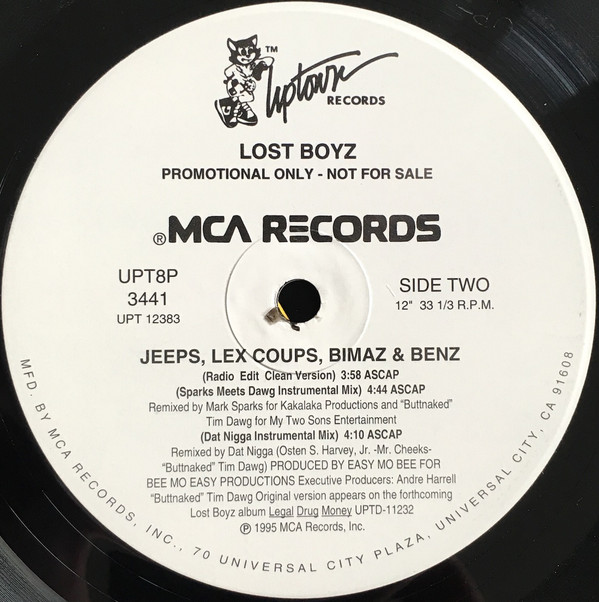 ™
Uptown
RECORDS
LOST BOYZ
PROMOTIONAL ONLY - NOT FOR SALE
®MCA RECORDS
UPT8P
3441
UPT 12383
SIDE TWO
12" 33 1/3 R.P.M.
JEEPS, LEX COUPS, BIMAZ & BENZ
(Radio Edit Clean Version) 3:58 ASCAP
(Sparks Meets Dawg Instrumental Mix) 4:44 ASCAP
Remixed by Mark Sparks for Kakalaka Productions and "Buttnaked"
Tim Dawg for My Two Sons Entertainment
(Dat Nigga Instrumental Mix) 4:10 ASCAP
Remixed by Dat Nigga (Osten S. Harvey, Jr. -Mr. Cheeks-
"Buttnaked" Tim Dawg) PRODUCED BY EASY MO BEE FOR
BEE MO EASY PRODUCTIONS Executive Producers: Andre Harrell
"Buttnaked" Tim Dawg Original version appears on the forthcoming
Lost Boyz album Legal Drug Money UPTD-11232
℗ 1995 MCA Records, Inc.
MFD. BY MCA RECORDS, INC., 70 UNIVERSAL CITY PLAZA, UNIVERSAL CITY, CA 91608